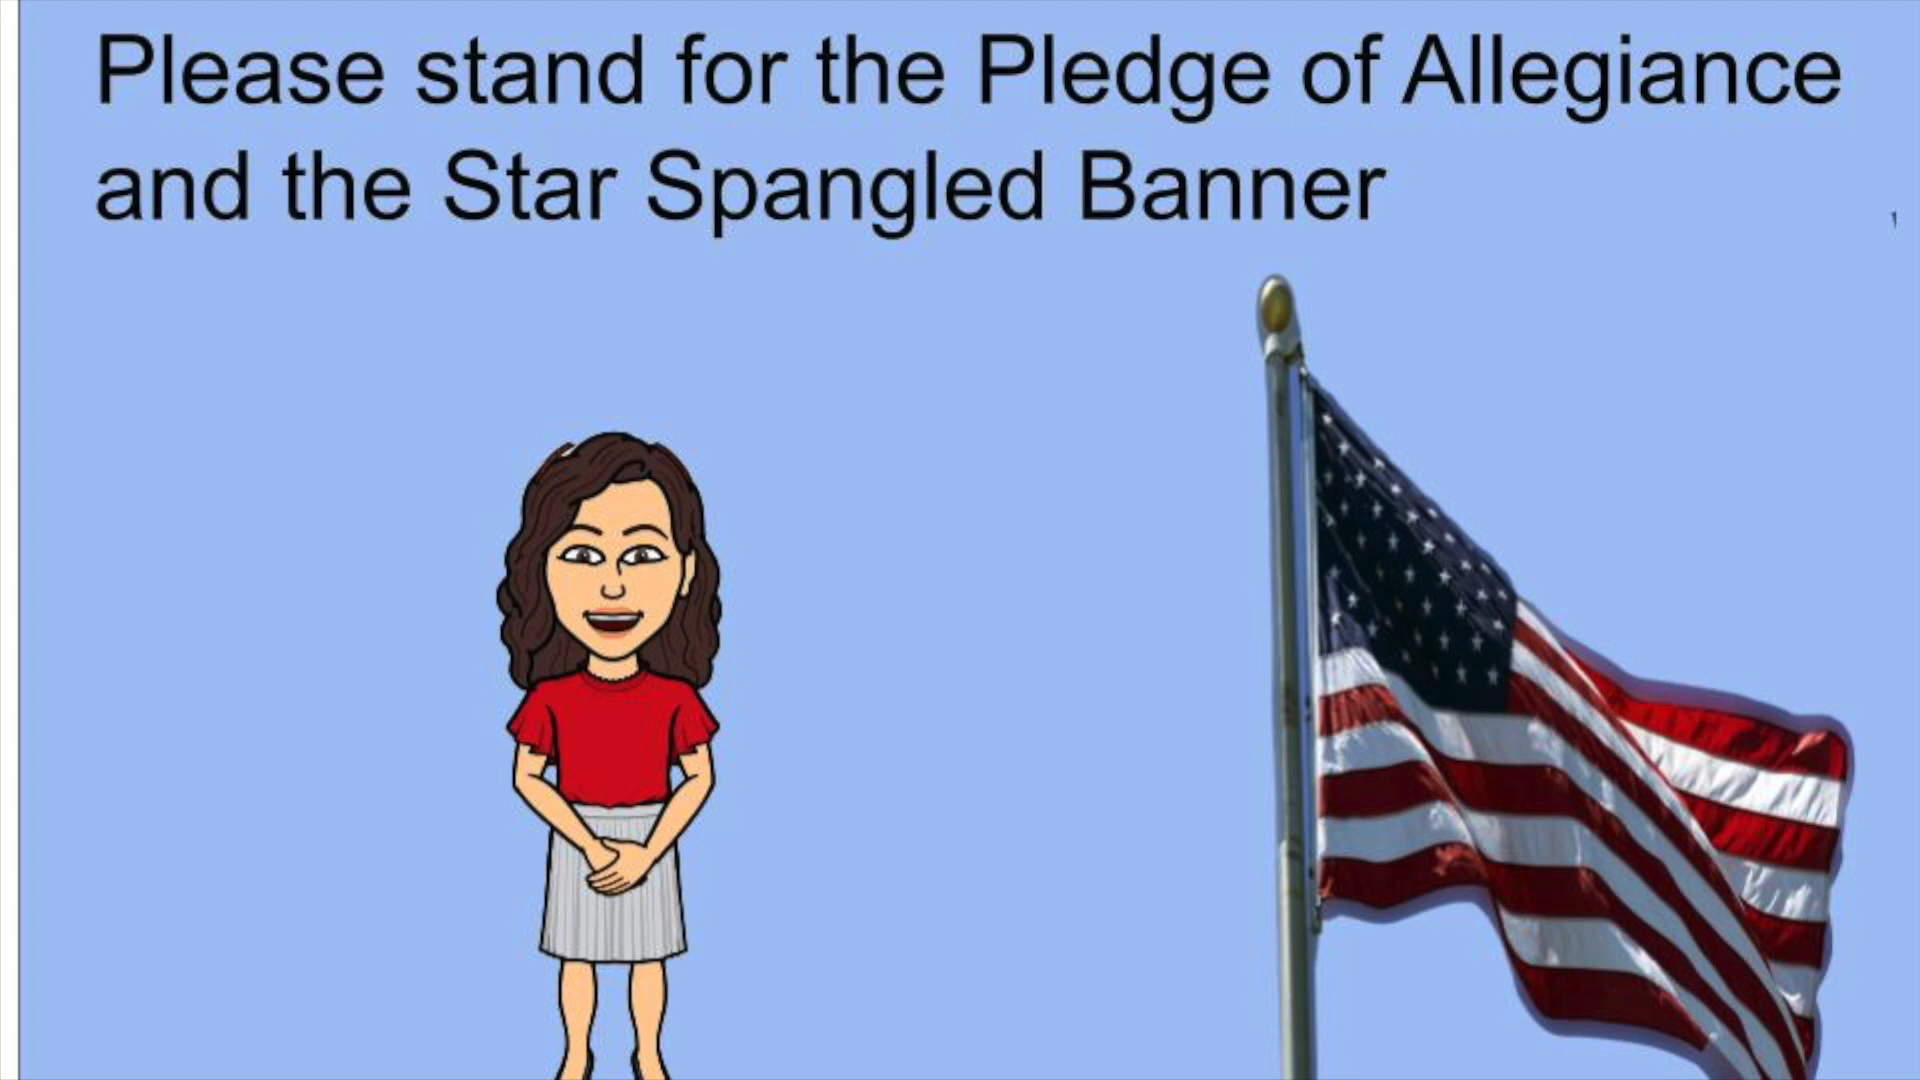 Please stand for the Pledge of Allegiance
and the Star Spangled Banner